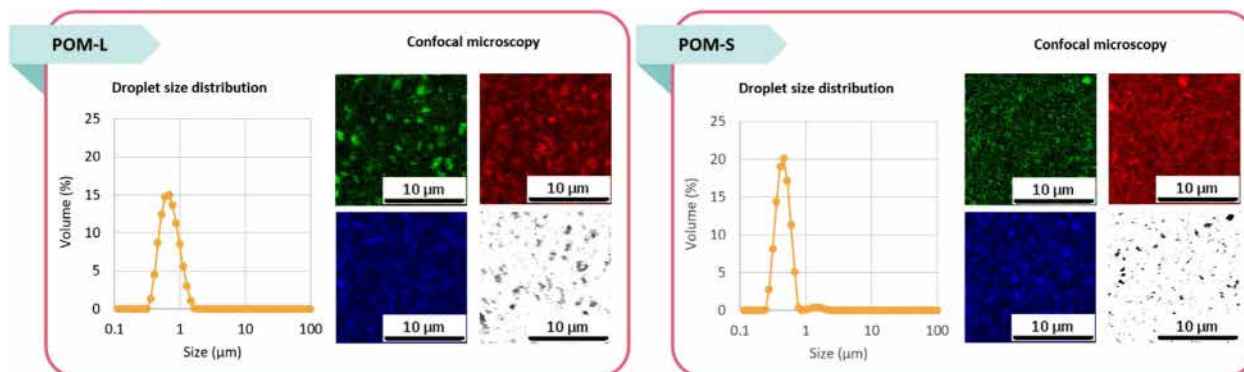 POM-L
Confocal microscopy
Droplet size distribution
25
20
15
10
5
0
Volume (%)
0.1 1 10 100
Size (µm)
10 µm
10 µm
10 µm
10 µm
POM-S
Confocal microscopy
Droplet size distribution
25
20
15
10
5
0
Volume (%)
0.1 1 10 100
Size (µm)
10 µm
10 µm
10 µm
10 µm